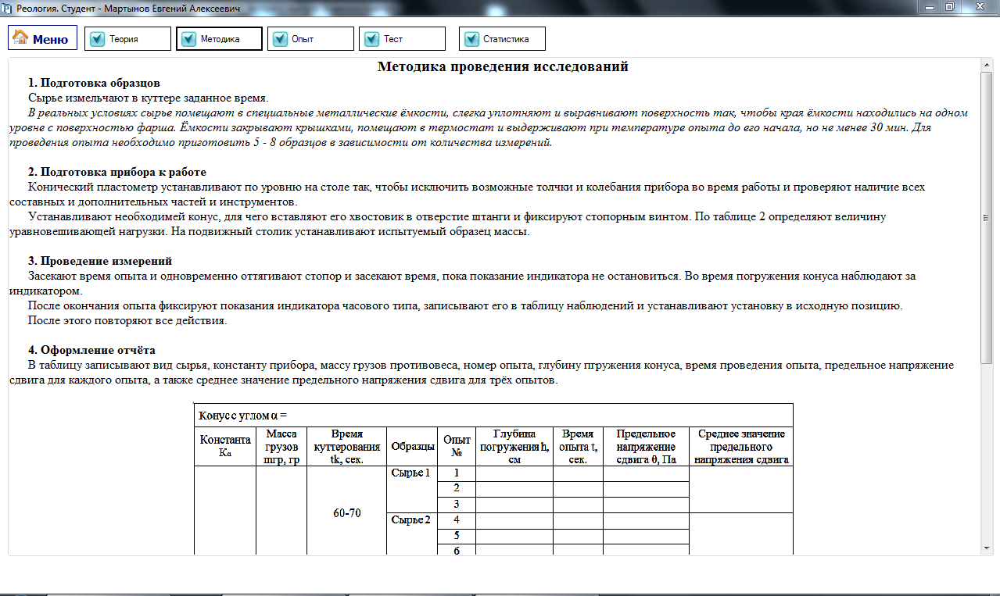 Реология. Студент - Мартынов Евгений Алексеевич
Меню
Теория
Методика
Опыт
Тест
Статистика
Методика проведения исследований
1. Подготовка образцов
Сырье измельчают в куттере заданное время.
В реальных условиях сырье помещают в специальные металлические ёмкости, слегка уплотняют и выравнивают поверхность так, чтобы края ёмкости находились на одном
уровне с поверхностью фарша. Ёмкости закрывают крышками, помещают в термостат и выдерживают при температуре опыта до его начала, но не менее 30 мин. Для
проведения опыта необходимо приготовить 5 - 8 образцов в зависимости от количества измерений.
2. Подготовка прибора к работе
Конический пластометр устанавливают по уровню на столе так, чтобы исключить возможные толчки и колебания прибора во время работы и проверяют наличие всех
составных и дополнительных частей и инструментов.
Устанавливают необходимей конус, для чего вставляют его хвостовик в отверстие штанги и фиксируют стопорным винтом. По таблице 2 определяют величину
уравновешивающей нагрузки. На подвижный столик устанавливают испытуемый образец массы.
3. Проведение измерений
Засекают время опыта и одновременно оттягивают стопор и засекают время, пока показание индикатора не остановиться. Во время погружения конуса наблюдают за
индикатором.
После окончания опыта фиксируют показания индикатора часового типа, записывают его в таблицу наблюдений и устанавливают установку в исходную позицию.
После этого повторяют все действия.
4. Оформление отчёта
В таблицу записывают вид сырья, константу прибора, массу грузов противовеса, номер опыта, глубину пгружения конуса, время проведения опыта, предельное напряжение
сдвига для каждого опыта, а также среднее значение предельного напряжения сдвига для трёх опытов.
Конус с углом α =
Константа
Kα
Масса
грузов
mгр, гр
Время
куттерования
tk, сек.
Образцы
Опыт
№
Глубина
погружения h,
см
Время
опыта t,
сек.
Предельное
напряжение
сдвига θ, Па
Среднее значение
предельного
напряжения сдвига
60-70
Сырье 1
1
2
3
Сырье 2
4
5
6